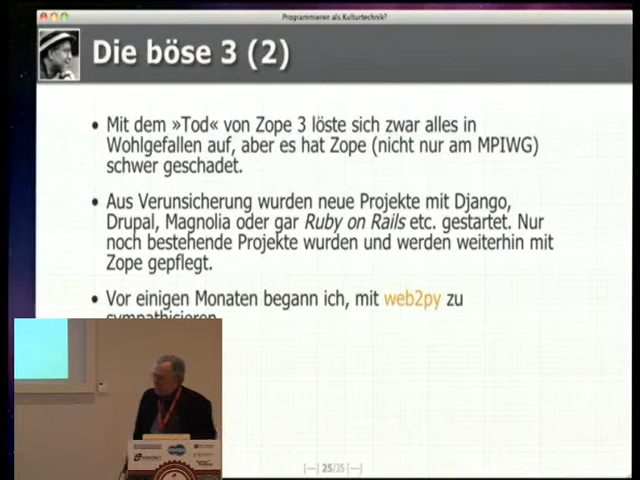 Programmieren als Kulturtechnik?
Die böse 3 (2)
• Mit dem »Tod« von Zope 3 löste sich zwar alles in
Wohlgefallen auf, aber es hat Zope (nicht nur am MPIWG)
schwer geschadet.
• Aus Verunsicherung wurden neue Projekte mit Django,
Drupal, Magnolia oder gar Ruby on Rails etc. gestartet. Nur
noch bestehende Projekte wurden und werden weiterhin mit
Zope gepflegt.
• Vor einigen Monaten begann ich, mit web2py zu
sympathisieren
[—] 25/35 [—]